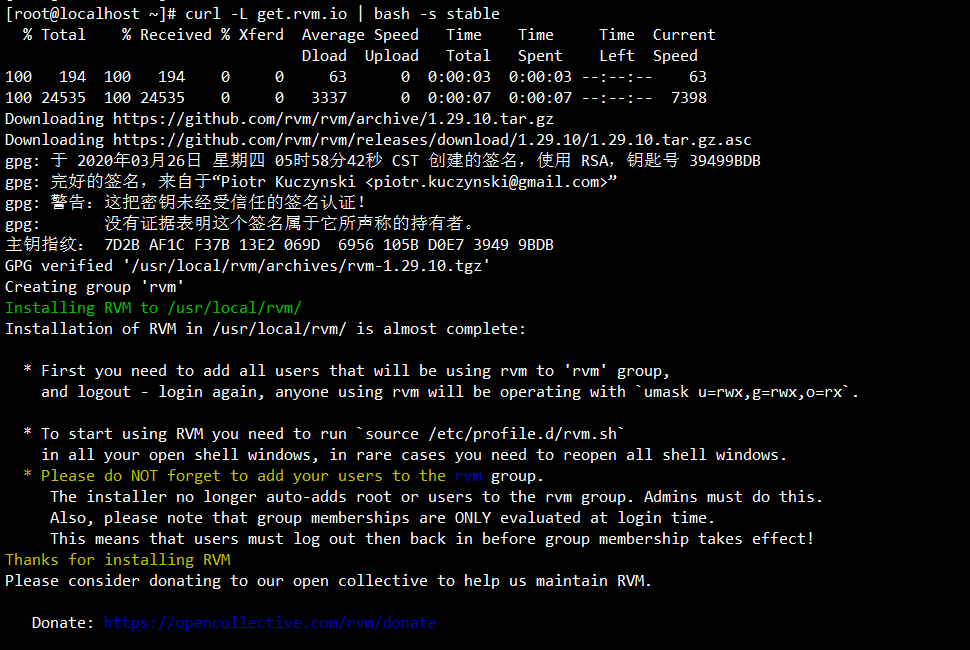 [root@localhost ~]# curl -L get.rvm.io | bash -s stable
  % Total    % Received % Xferd  Average Speed   Time    Time     Time  Current
                                 Dload  Upload   Total   Spent    Left  Speed
100   194  100   194    0     0     63      0  0:00:03  0:00:03 --:--:--    63
100 24535  100 24535    0     0   3337      0  0:00:07  0:00:07 --:--:--  7398
Downloading https://github.com/rvm/rvm/archive/1.29.10.tar.gz
Downloading https://github.com/rvm/rvm/releases/download/1.29.10/1.29.10.tar.gz.asc
gpg: 于 2020年03月26日 星期四 05时58分42秒 CST 创建的签名，使用 RSA，钥匙号 39499BDB
gpg: 完好的签名，来自于“Piotr Kuczynski <piotr.kuczynski@gmail.com>”
gpg: 警告：这把密钥未经受信任的签名认证！
gpg:       没有证据表明这个签名属于它所声称的持有者。
主钥指纹： 7D2B AF1C F37B 13E2 069D  6956 105B D0E7 3949 9BDB
GPG verified '/usr/local/rvm/archives/rvm-1.29.10.tgz'
Creating group 'rvm'
Installing RVM to /usr/local/rvm/
Installation of RVM in /usr/local/rvm/ is almost complete:

  * First you need to add all users that will be using rvm to 'rvm' group,
    and logout - login again, anyone using rvm will be operating with `umask u=rwx,g=rwx,o=rx`.

  * To start using RVM you need to run `source /etc/profile.d/rvm.sh`
    in all your open shell windows, in rare cases you need to reopen all shell windows.
  * Please do NOT forget to add your users to the rvm group.
     The installer no longer auto-adds root or users to the rvm group. Admins must do this.
     Also, please note that group memberships are ONLY evaluated at login time.
     This means that users must log out then back in before group membership takes effect!
Thanks for installing RVM
Please consider donating to our open collective to help us maintain RVM.

   Donate: https://opencollective.com/rvm/donate